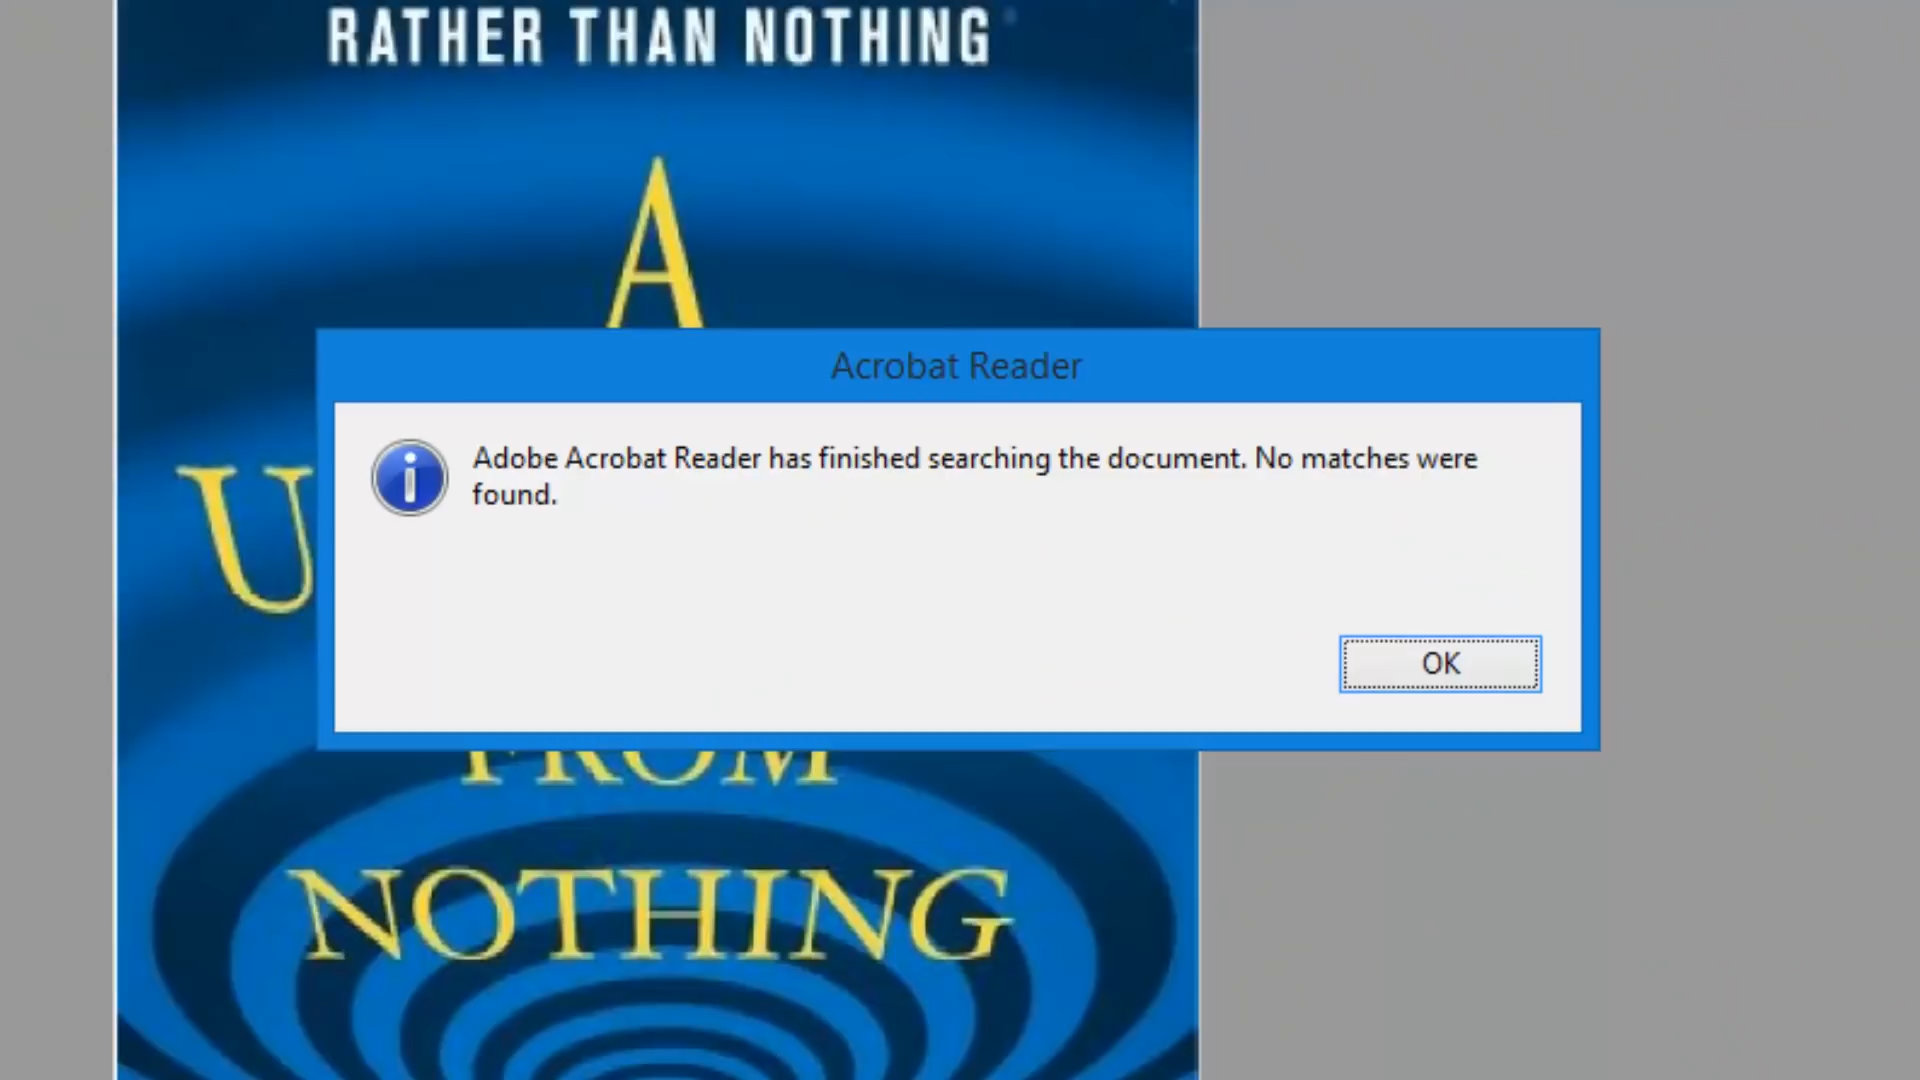 RATHER THAN NOTHING
A
U
Acrobat Reader
Adobe Acrobat Reader has finished searching the document. No matches were
found.
OK
FROM
NOTHING